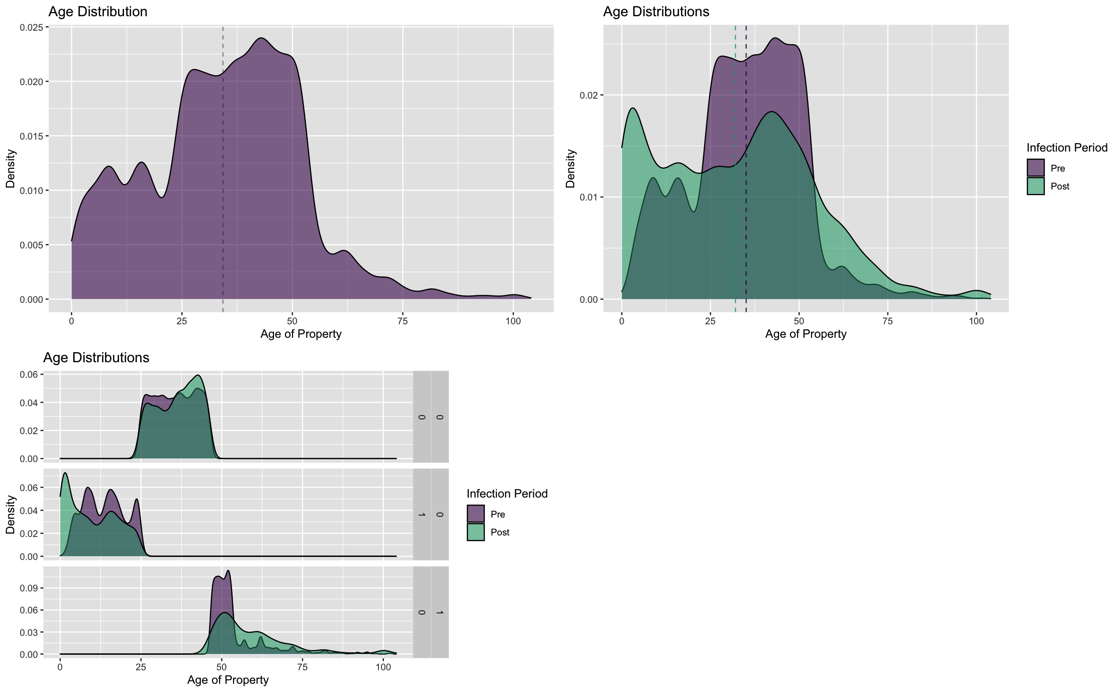 Age Distribution
0.025
0.020
0.015
0.010
0.005
0.000
Density
0 25 50 75 100
Age of Property
Age Distributions
0.02
0.01
0.00
Density
0 25 50 75 100
Age of Property
Infection Period
Pre
Post
Age Distributions
0.06
0.04
0.02
0.00
0 0
0.06
0.04
0.02
0.00
1 0
0.09
0.06
0.03
0.00
0 1
Density
0 25 50 75 100
Age of Property
Infection Period
Pre
Post